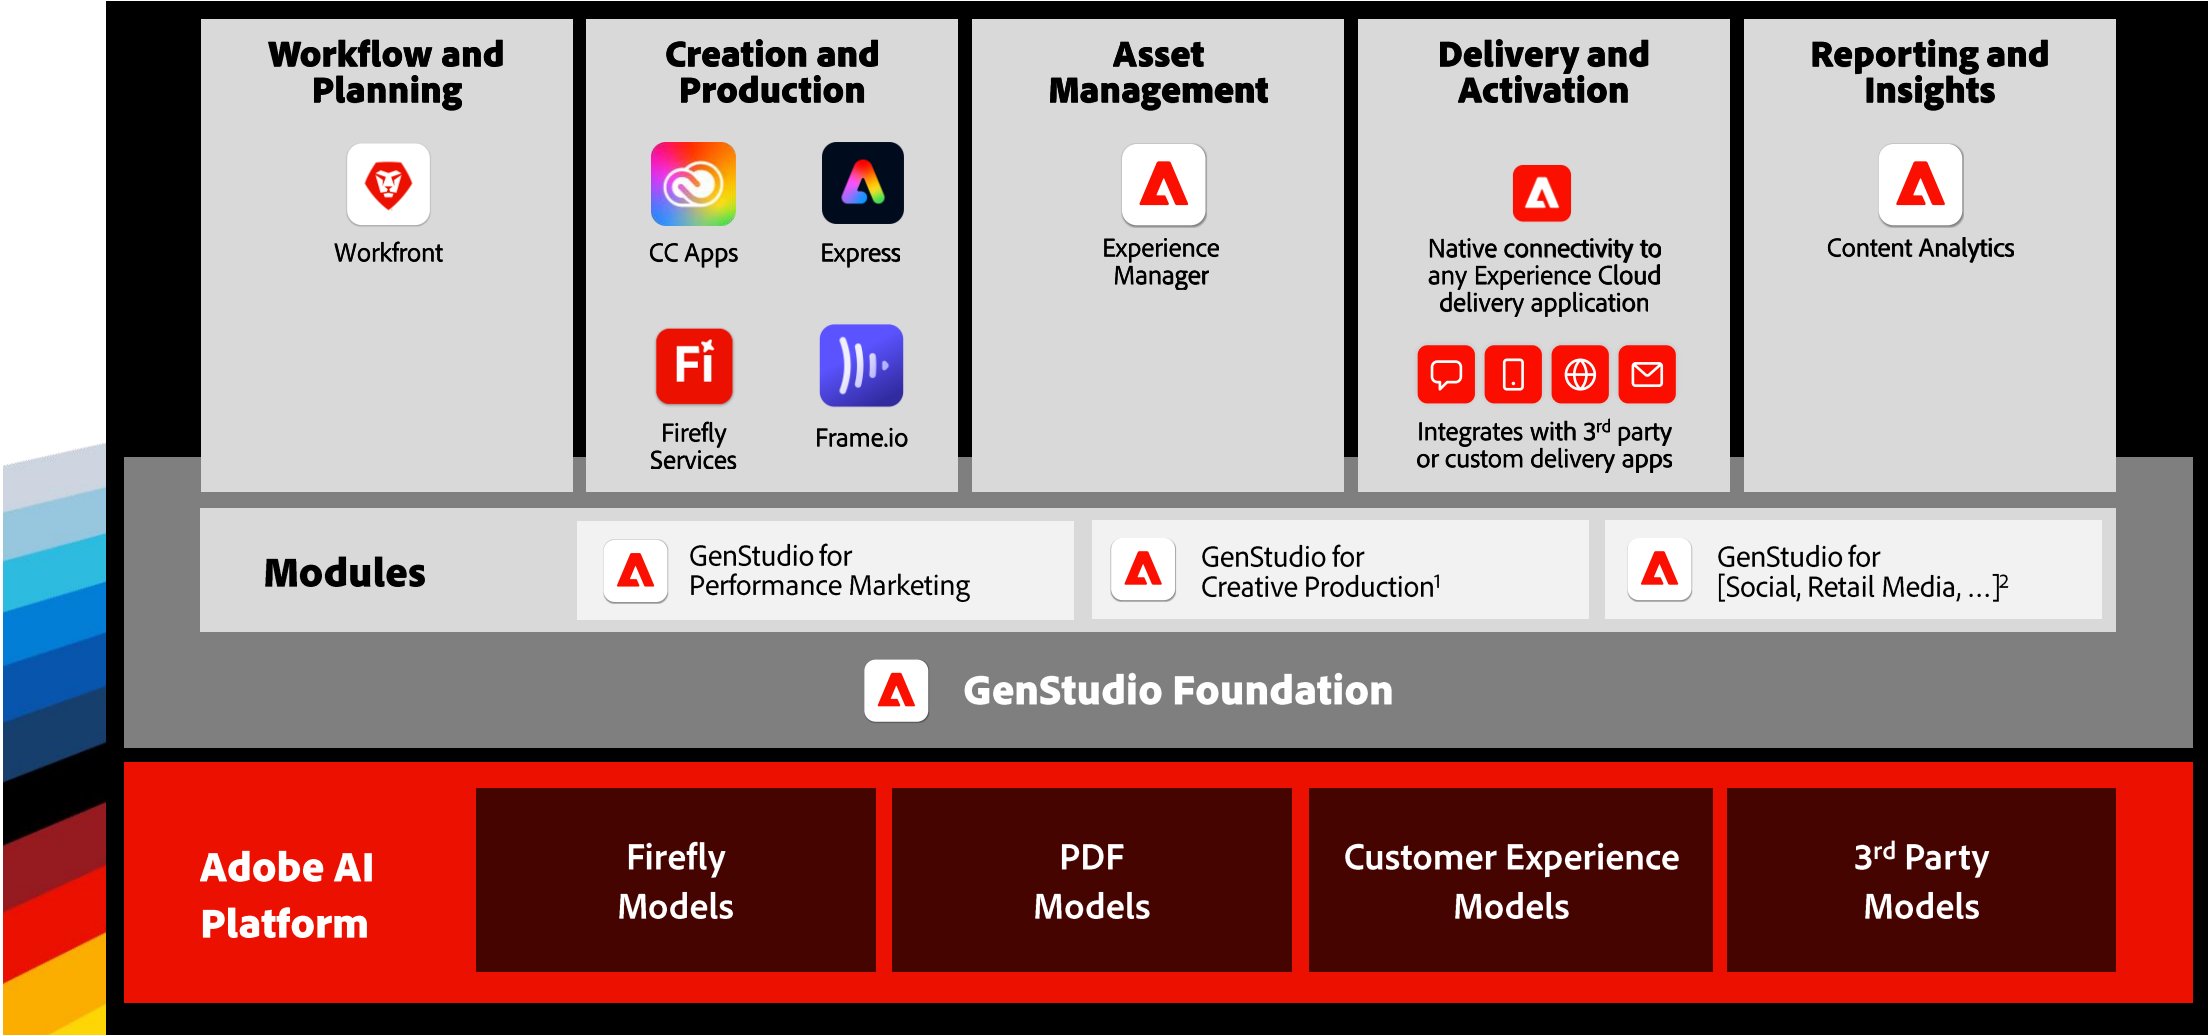 Workflow and
Planning
Workfront
Creation and
Production
CC Apps
Express
Fi
Firefly
Services
Frame.io
Asset
Management
Experience
Manager
Delivery and
Activation
Native connectivity to
any Experience Cloud
delivery application
Integrates with 3rd party
or custom delivery apps
Reporting and
Insights
Content Analytics
Modules
GenStudio for
Performance Marketing
GenStudio for
Creative Production¹
GenStudio for
[Social, Retail Media, …]²
GenStudio Foundation
Adobe AI
Platform
Firefly
Models
PDF
Models
Customer Experience
Models
3rd Party
Models